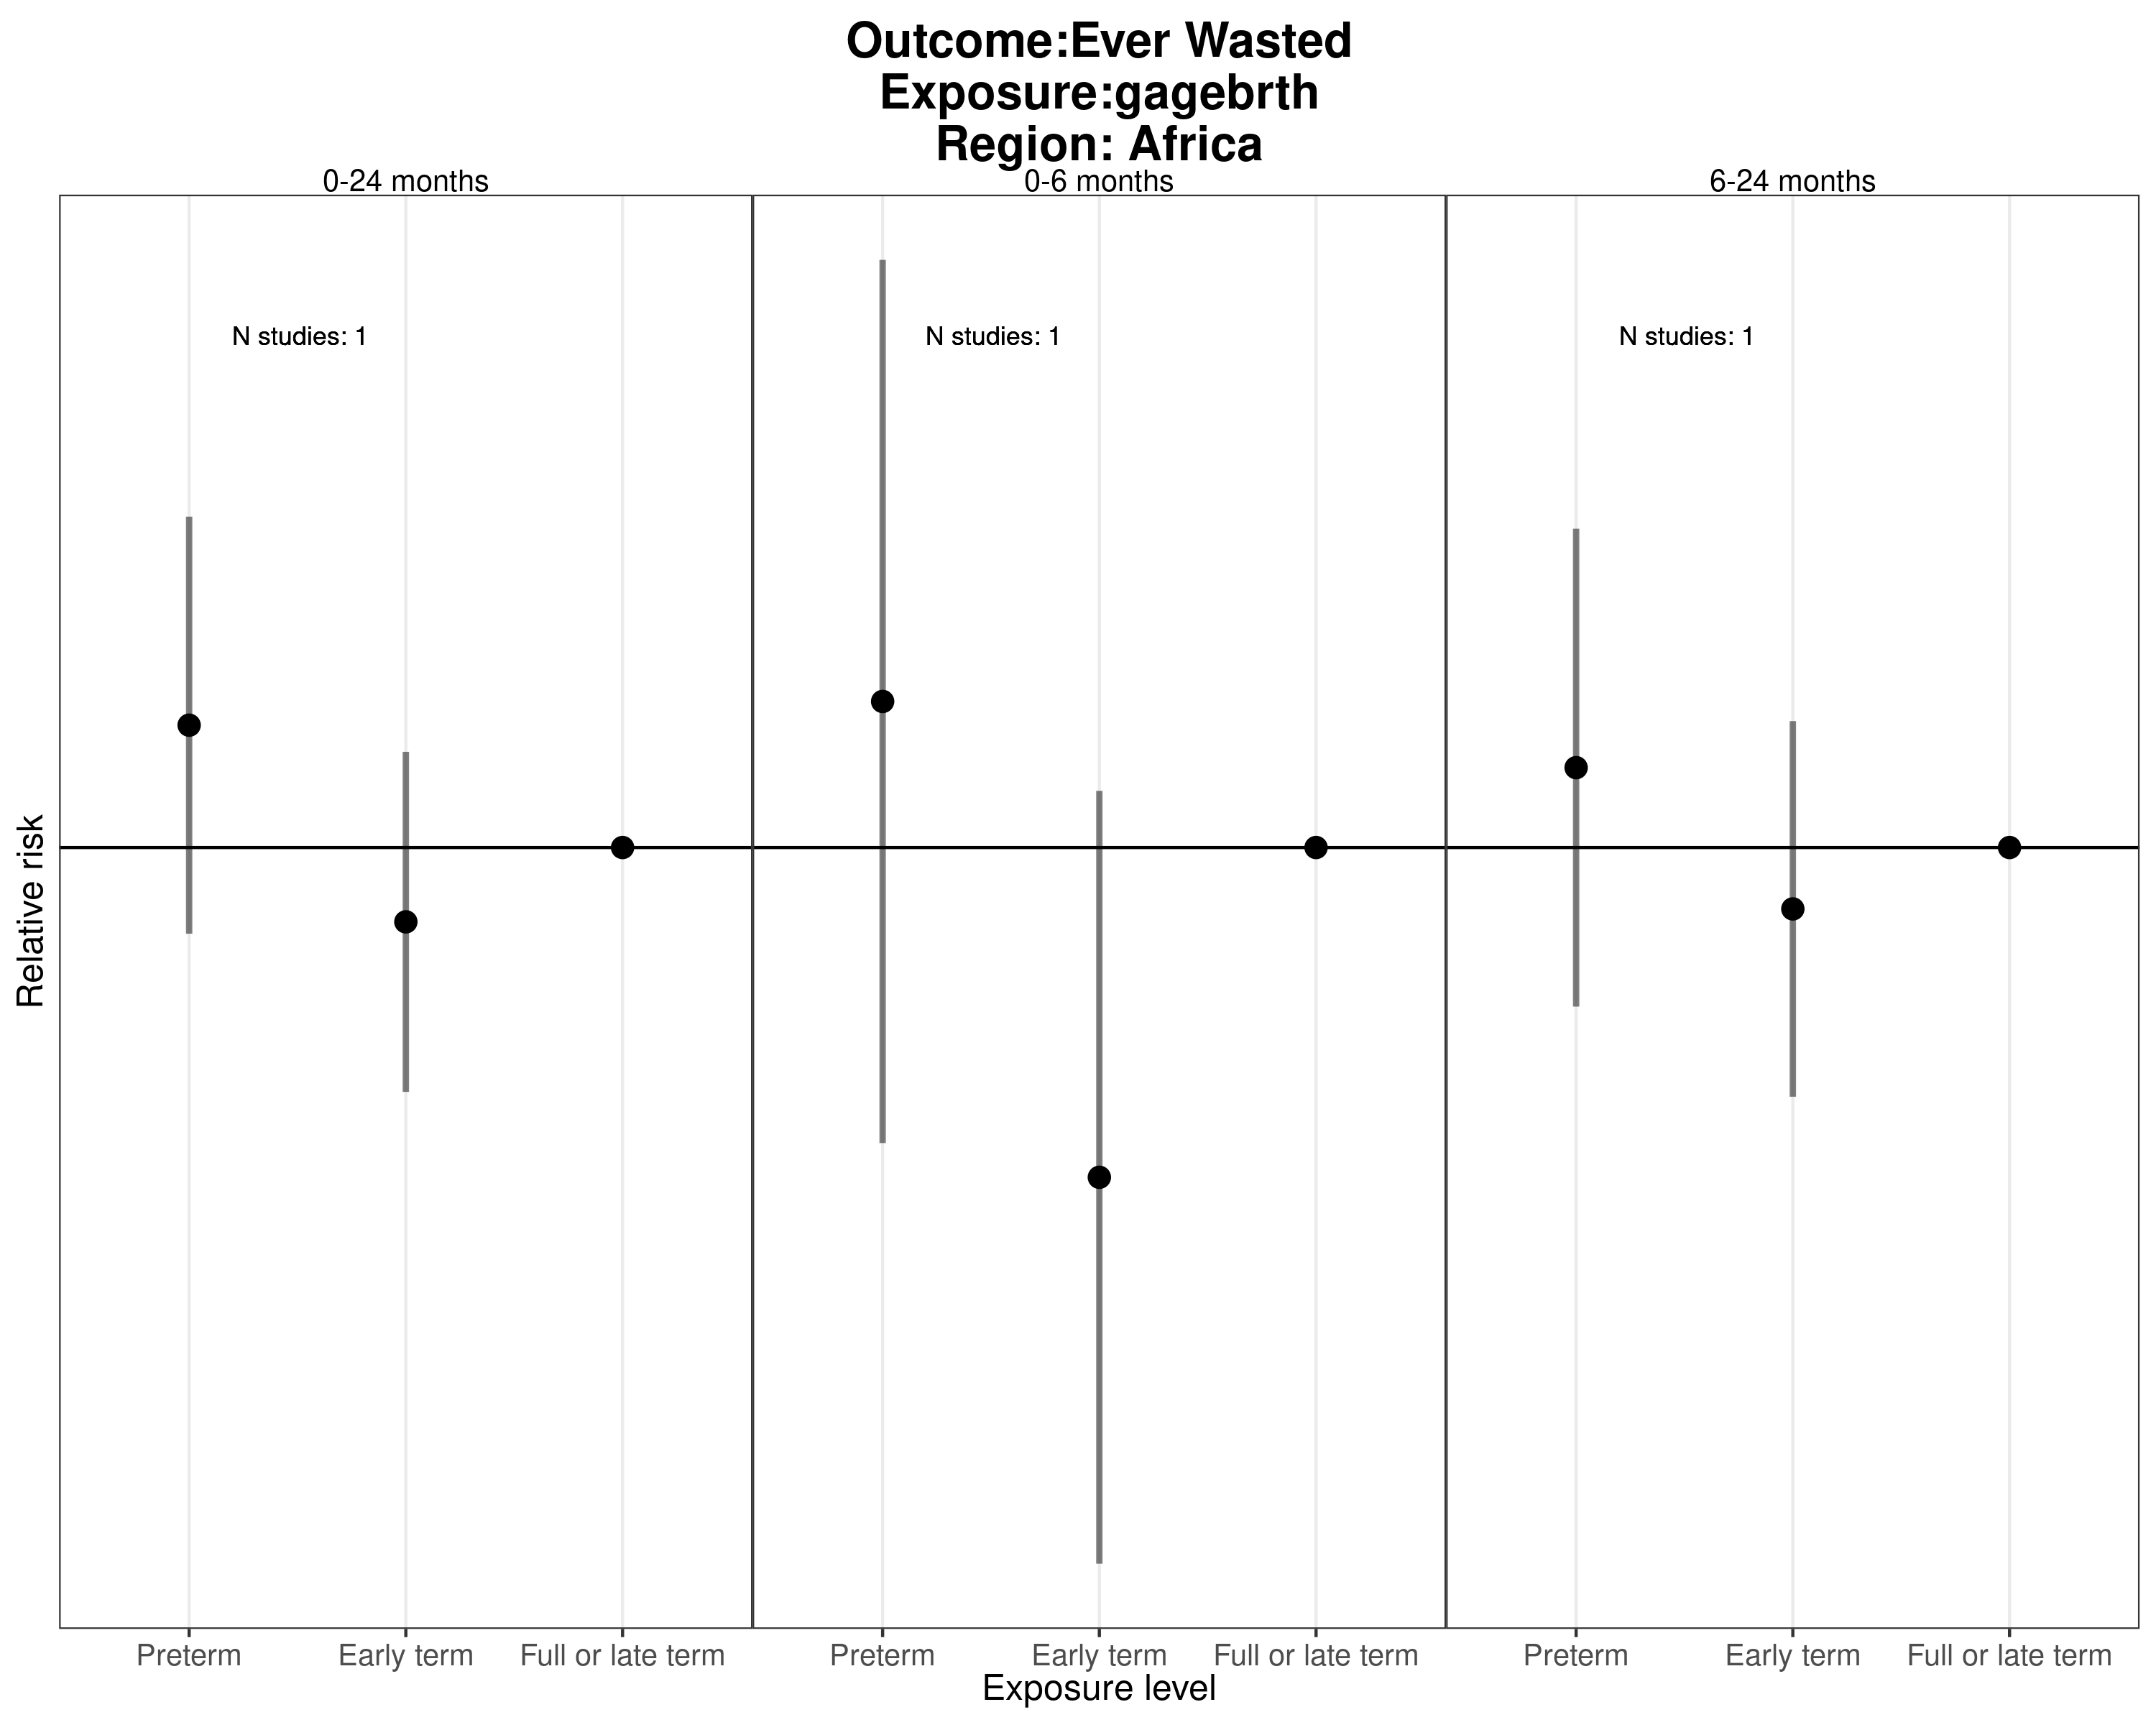 Outcome:Ever Wasted
Exposure:gagebrth
Region: Africa
0-24 months
0-6 months
6-24 months
N studies: 1
N studies: 1
N studies: 1
Relative risk
Preterm
Early term
Full or late term
Preterm
Early term
Full or late term
Preterm
Early term
Full or late term
Exposure level